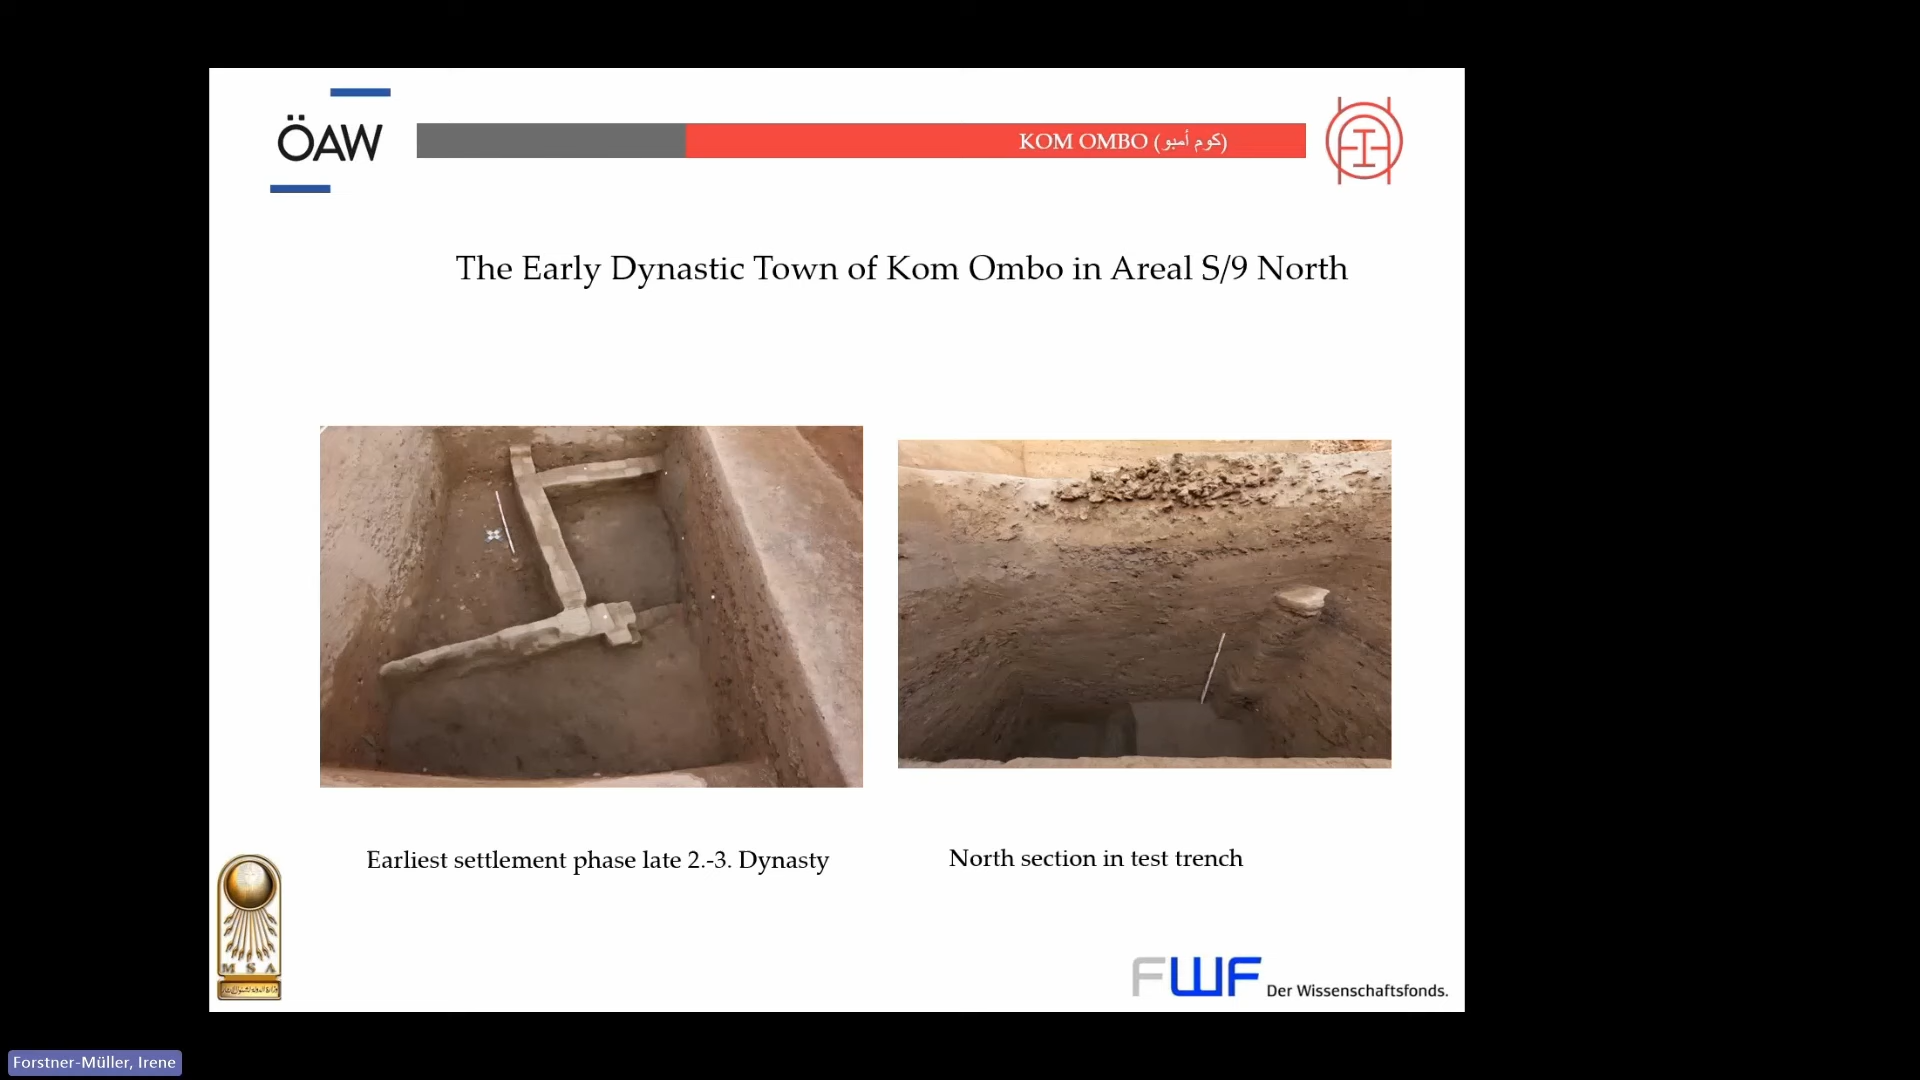 ÖAW
KOM OMBO (كوم أمبو)
The Early Dynastic Town of Kom Ombo in Areal S/9 North
Earliest settlement phase late 2.-3. Dynasty
North section in test trench
M S A
FWF Der Wissenschaftsfonds.
Forstner-Müller, Irene